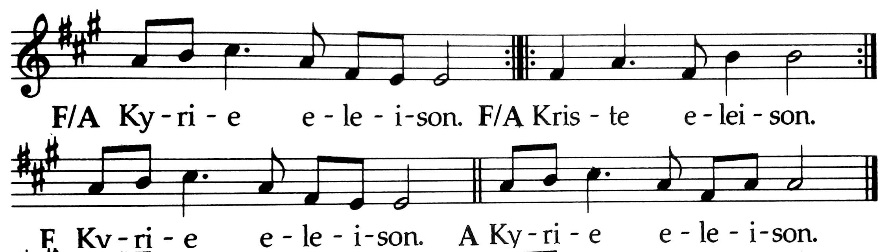 F/A Ky-ri-e e-le-i-son. F/A Kris-te e-lei-son.
F Ky-ri-e e-le-i-son. A Ky-ri-e e-le-i-son.